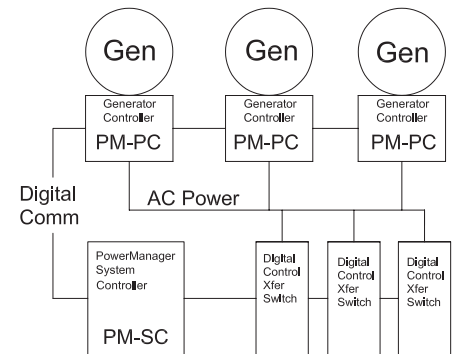 Gen
Gen
Gen
Generator
Controller
PM-PC
Generator
Controller
PM-PC
Generator
Controller
PM-PC
Digital
Comm
AC Power
PowerManager
System
Controller
PM-SC
Digital
Control
Xfer
Switch
Digital
Control
Xfer
Switch
Digital
Control
Xfer
Switch